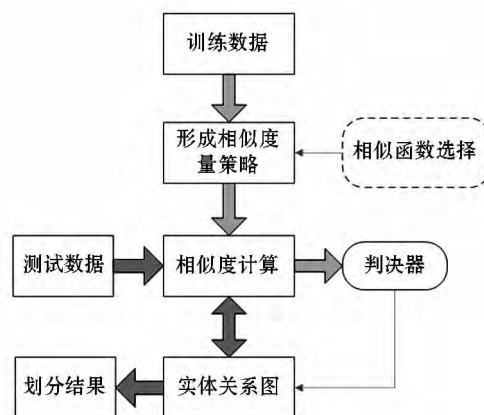 训练数据
形成相似度
量策略
相似函数选择
测试数据
相似度计算
判决器
划分结果
实体关系图